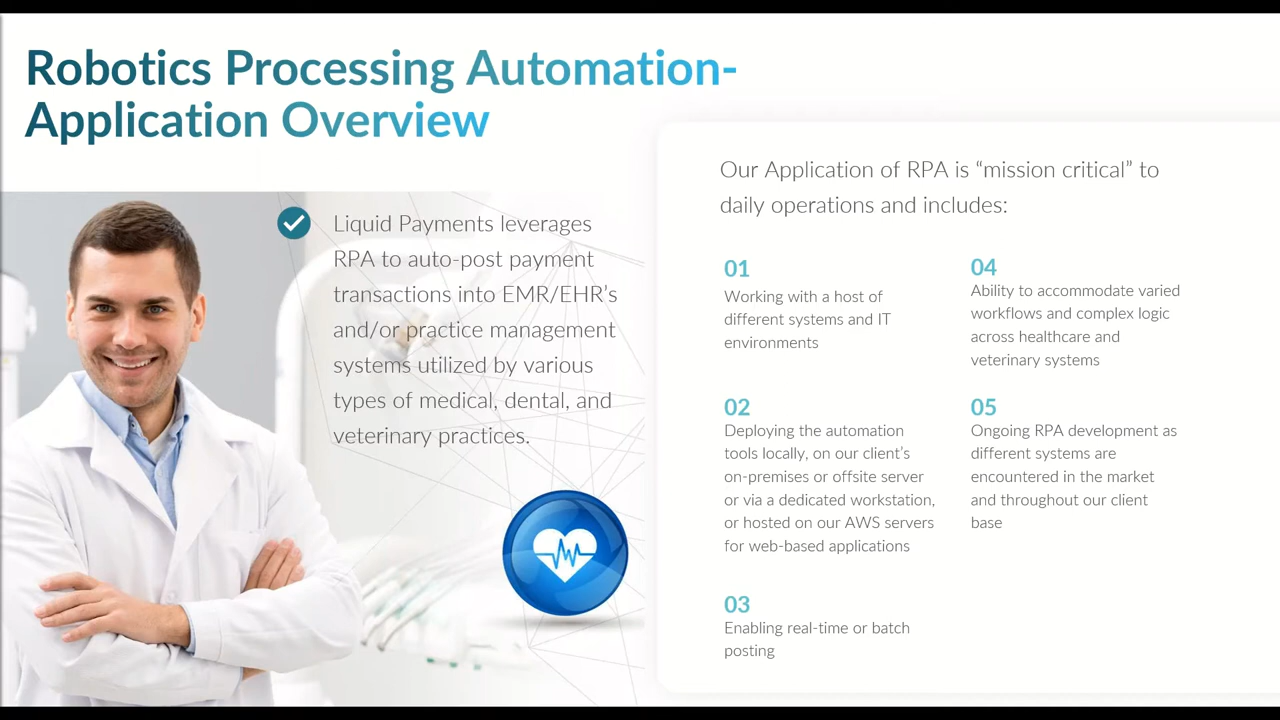 Robotics Processing Automation-
Application Overview
Liquid Payments leverages
RPA to auto-post payment
transactions into EMR/EHR’s
and/or practice management
systems utilized by various
types of medical, dental, and
veterinary practices.
Our Application of RPA is “mission critical” to
daily operations and includes:
01
Working with a host of
different systems and IT
environments
02
Deploying the automation
tools locally, on our client’s
on-premises or offsite server
or via a dedicated workstation,
or hosted on our AWS servers
for web-based applications
03
Enabling real-time or batch
posting
04
Ability to accommodate varied
workflows and complex logic
across healthcare and
veterinary systems
05
Ongoing RPA development as
different systems are
encountered in the market
and throughout our client
base